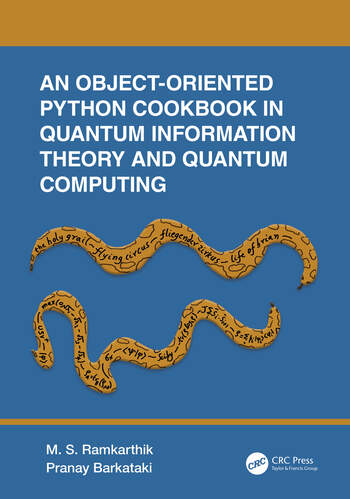 AN OBJECT-ORIENTED
PYTHON COOKBOOK IN
QUANTUM INFORMATION
THEORY AND QUANTUM
COMPUTING
the holy grail - flying circus - fliegender zirkus - life of brian
M. S. Ramkarthik
Pranay Barkataki
CRC
CRC Press
Taylor & Francis Group